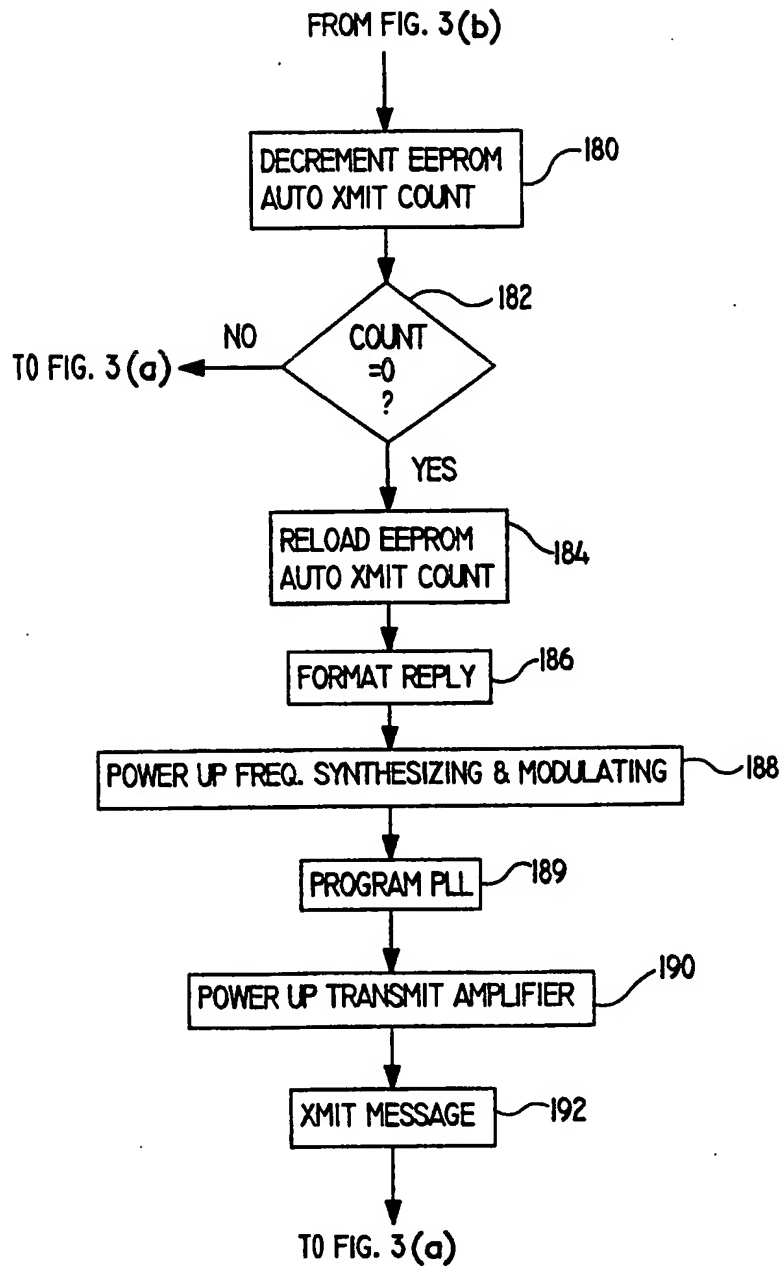 FROM FIG. 3(b)
DECREMENT EEPROM
AUTO XMIT COUNT
180
182
COUNT
=0
?
NO
TO FIG. 3(a)
YES
RELOAD EEPROM
AUTO XMIT COUNT
184
FORMAT REPLY
186
POWER UP FREQ. SYNTHESIZING & MODULATING
188
PROGRAM PLL
189
POWER UP TRANSMIT AMPLIFIER
190
XMIT MESSAGE
192
TO FIG. 3(a)